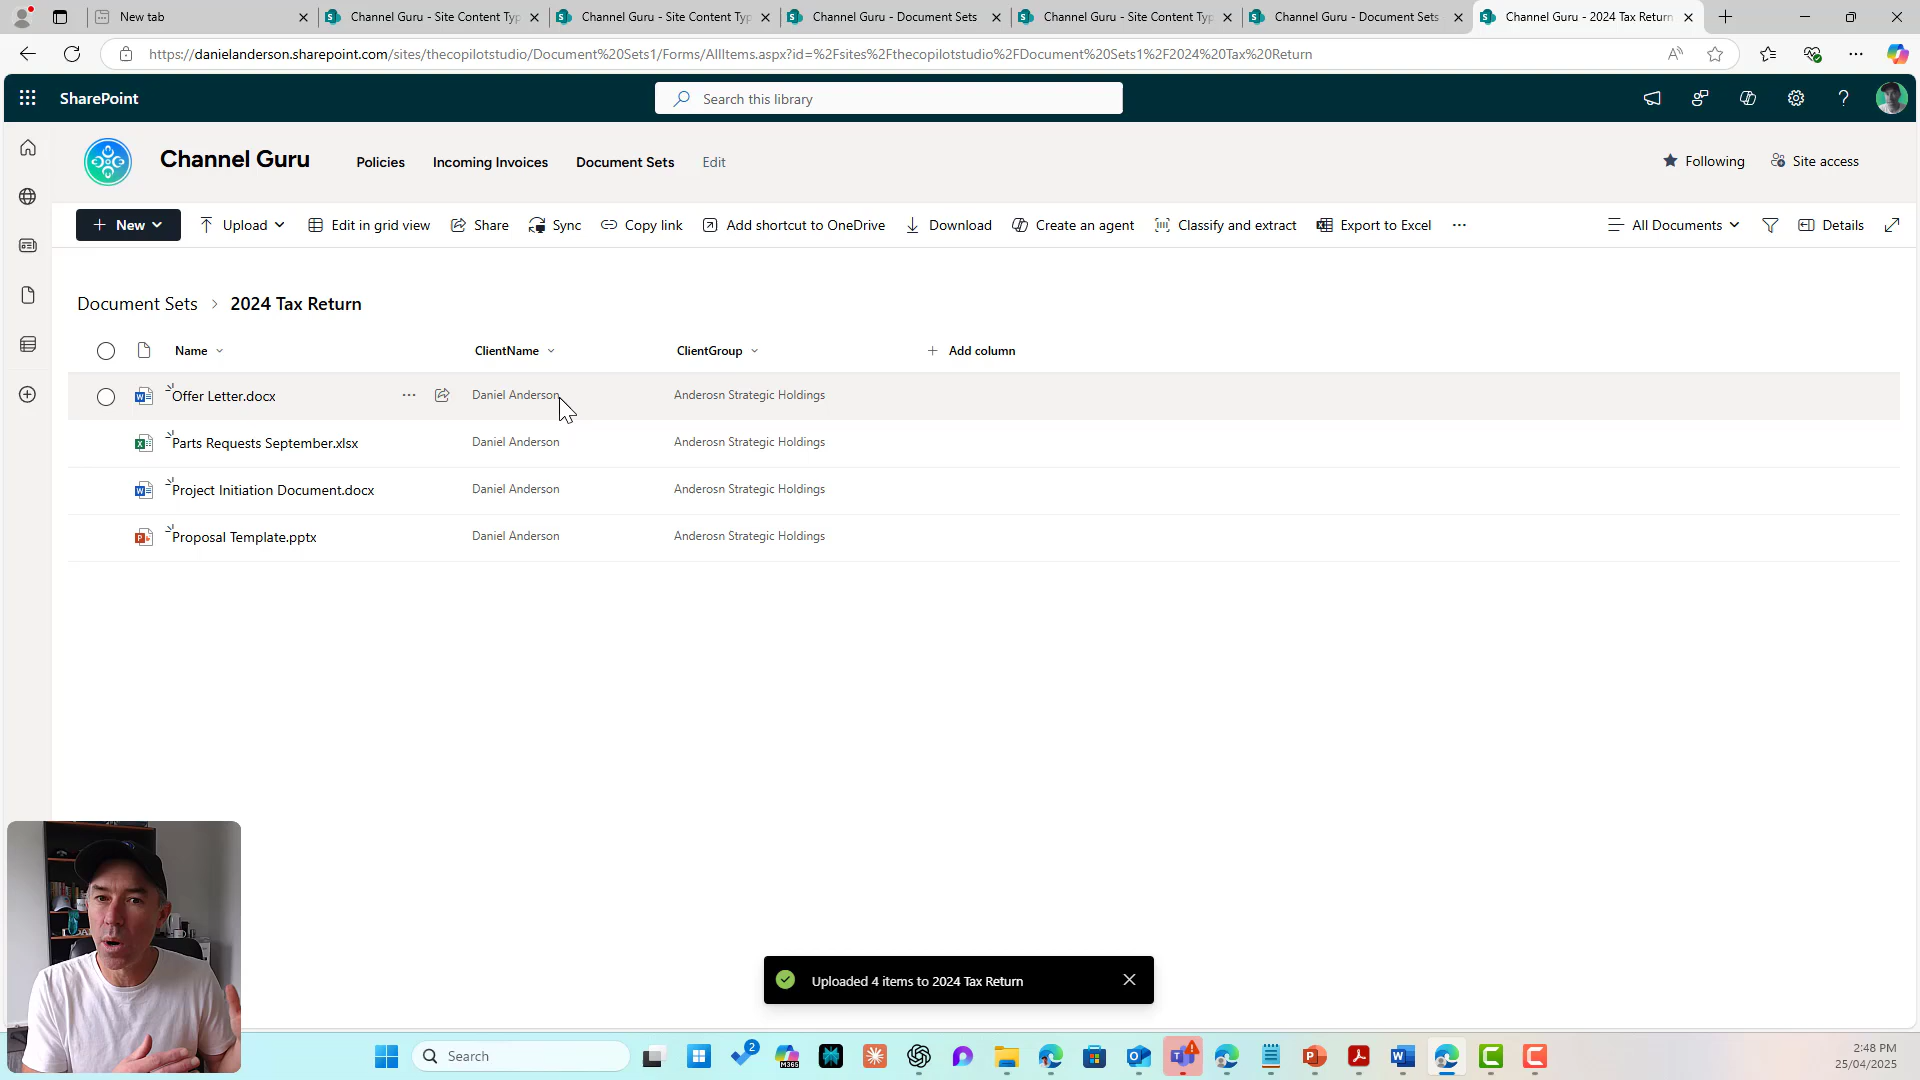 New tab
Channel Guru - Site Content Typ
Channel Guru - Site Content Typ
Channel Guru - Document Sets
Channel Guru - Site Content Typ
Channel Guru - Document Sets
Channel Guru - 2024 Tax Return
https://danielanderson.sharepoint.com/sites/thecopilotstudio/Document%20Sets1/Forms/AllItems.aspx?id=%2Fsites%2Fthecopilotstudio%2FDocument%20Sets1%2F2024%20Tax%20Return
SharePoint
Search this library
Channel Guru
Policies
Incoming Invoices
Document Sets
Edit
Following
Site access
New
Upload
Edit in grid view
Share
Sync
Copy link
Add shortcut to OneDrive
Download
Create an agent
Classify and extract
Export to Excel
All Documents
Details
Document Sets > 2024 Tax Return
Name ClientName ClientGroup + Add column
Offer Letter.docx Daniel Anderson Anderosn Strategic Holdings
Parts Requests September.xlsx Daniel Anderson Anderosn Strategic Holdings
Project Initiation Document.docx Daniel Anderson Anderosn Strategic Holdings
Proposal Template.pptx Daniel Anderson Anderosn Strategic Holdings
Uploaded 4 items to 2024 Tax Return
Search
2
M365
2:48 PM
25/04/2025